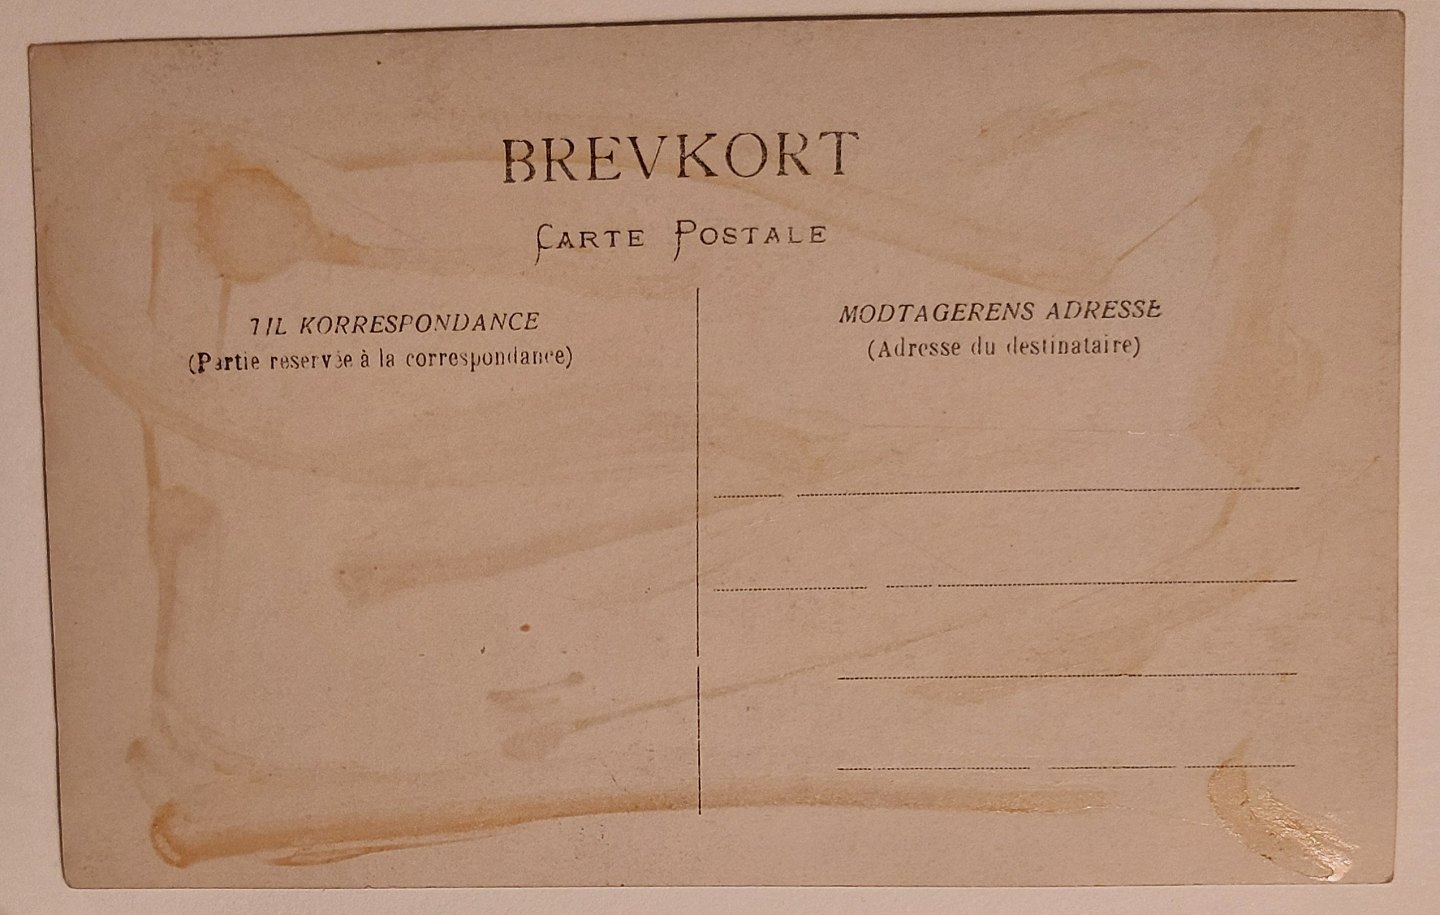 BREVKORT
CARTE POSTALE
TIL KORRESPONDANCE
(Partie reservée à la correspondance)
MODTAGERENS ADRESSE
(Adresse du destinataire)